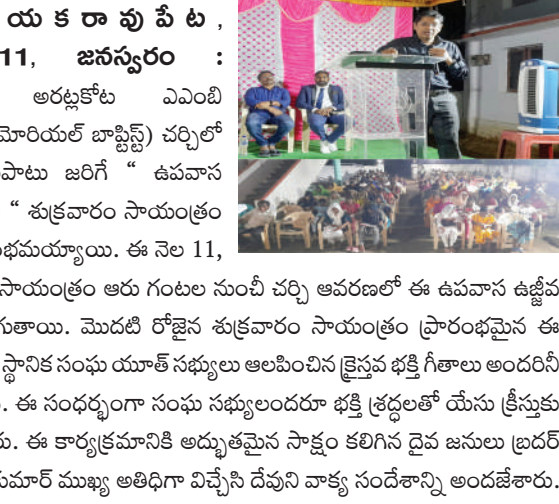 య క రా వు పే ట ,
11, జనస్వరం :
అరట్లకోట ఎఎంబి
మోరియల్ బాప్టిస్ట్) చర్చిలో
పాటు జరిగే “ ఉపవాస
“ శుక్రవారం సాయంత్రం
భమయ్యాయి. ఈ నెల 11,
సాయంత్రం ఆరు గంటల నుంచీ చర్చి ఆవరణలో ఈ ఉపవాస ఉజ్జీవ
గుతాయి. మొదటి రోజైన శుక్రవారం సాయంత్రం ప్రారంభమైన ఈ
స్థానిక సంఘ యూత్ సభ్యులు ఆలపించిన క్రైస్తవ భక్తి గీతాలు అందరినీ
. ఈ సంధర్భంగా సంఘ సభ్యులందరూ భక్తి శ్రద్ధలతో యేసు క్రీస్తుకు
రు. ఈ కార్యక్రమానికి అద్భుతమైన సాక్షం కలిగిన దైవ జనులు బ్రదర్
కుమార్ ముఖ్య అతిధిగా విచ్చేసి దేవుని వాక్య సందేశాన్ని అందజేశారు.